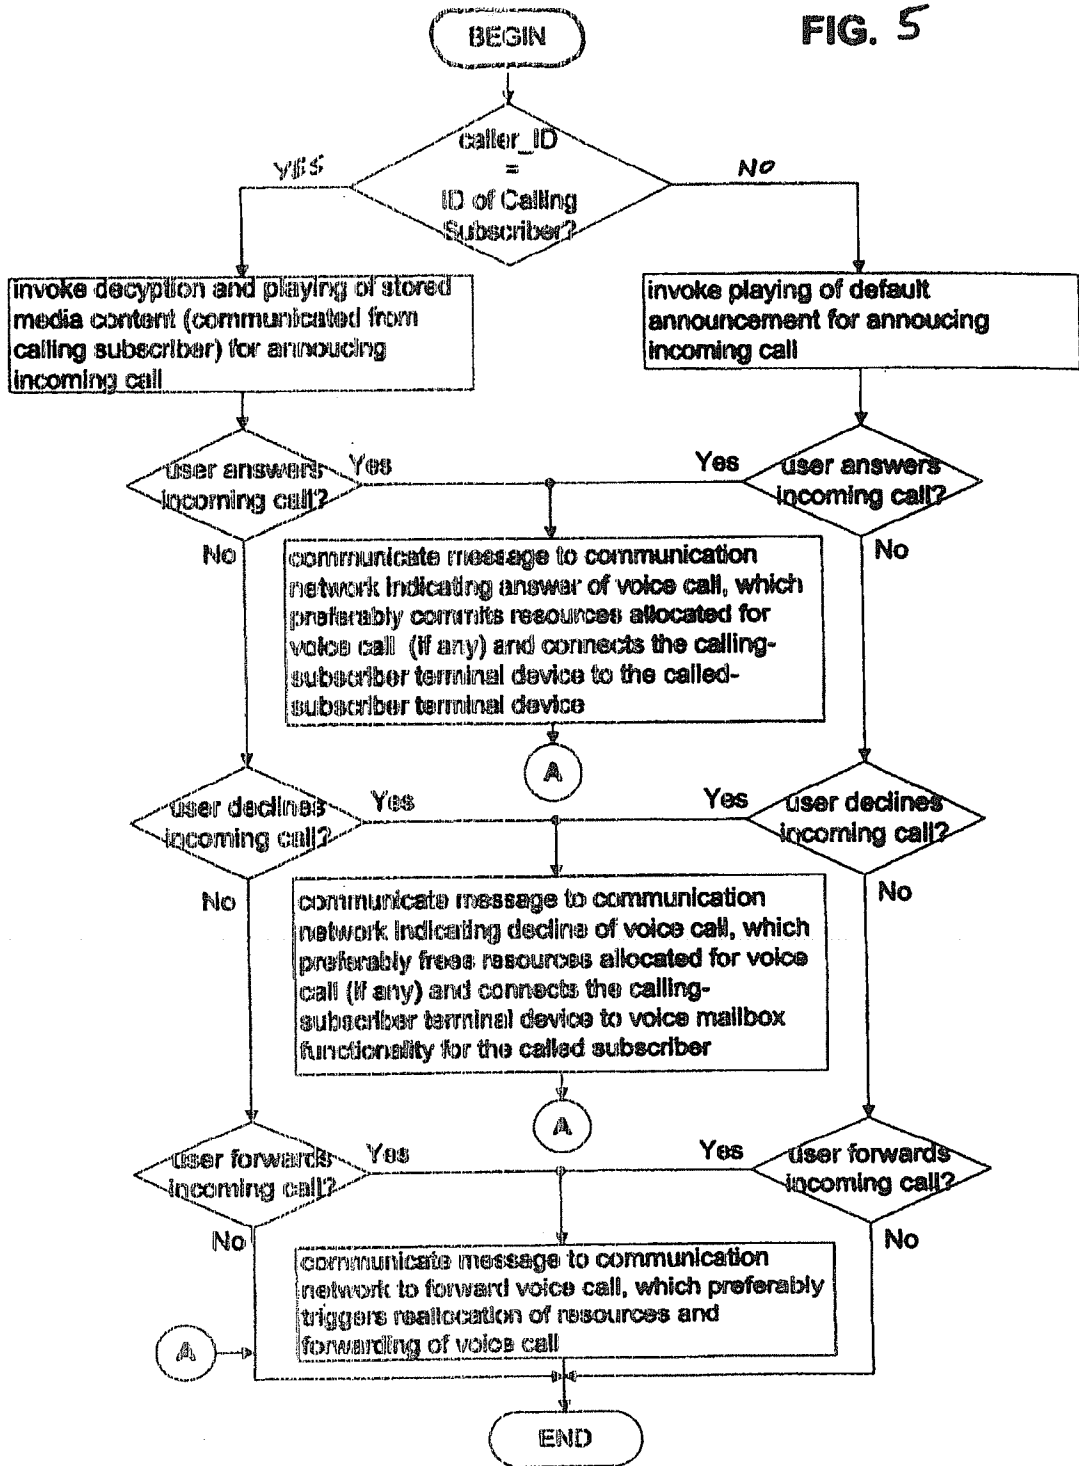 FIG. 5
BEGIN
caller_ID
=
ID of Calling
Subscriber?
YES
NO
invoke decyption and playing of stored
media content (communicated from
calling subscriber) for annoucing
incoming call
invoke playing of default
announcement for annoucing
incoming call
user answers
incoming call?
Yes
Yes
user answers
incoming call?
No
No
communicate message to communication
network indicating answer of voice call, which
preferably commits resources allocated for
voice call (if any) and connects the calling-
subscriber terminal device to the called-
subscriber terminal device
A
user declines
incoming call?
Yes
Yes
user declines
incoming call?
No
No
communicate message to communication
network indicating decline of voice call, which
preferably frees resources allocated for voice
call (if any) and connects the calling-
subscriber terminal device to voice mailbox
functionality for the called subscriber
A
user forwards
incoming call?
Yes
Yes
user forwards
incoming call?
No
No
communicate message to communication
network to forward voice call, which preferably
triggers reallocation of resources and
forwarding of voice call
A
END